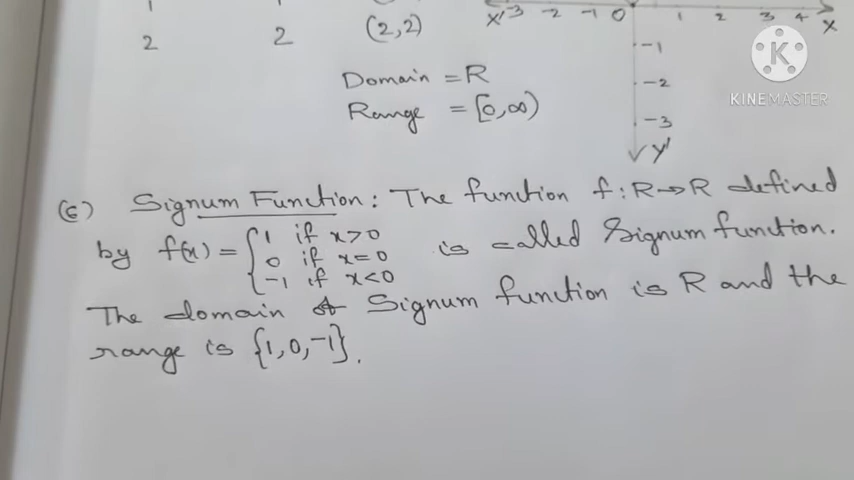 1 1
2 2 (2,2)
X' -3 -2 -1 0 1 2 3 4 X
-1
-2
-3
Y'
KINEMASTER
Domain = R
Range = [0,∞)
(6) Signum Function: The function f:R→R defined
by f(x) = { 1 if x>0
0 if x=0
-1 if x<0 is called Signum function.
The domain of Signum function is R and the
range is {1,0,-1}.